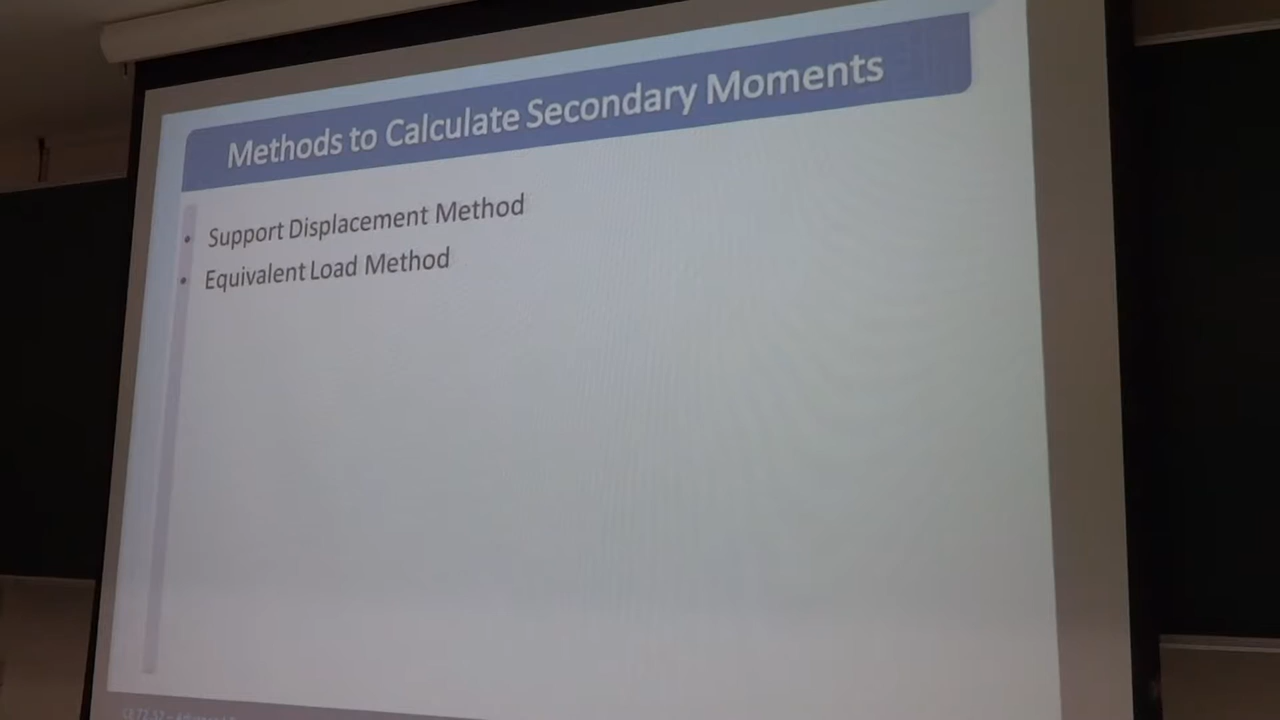 Methods to Calculate Secondary Moments
• Support Displacement Method
• Equivalent Load Method